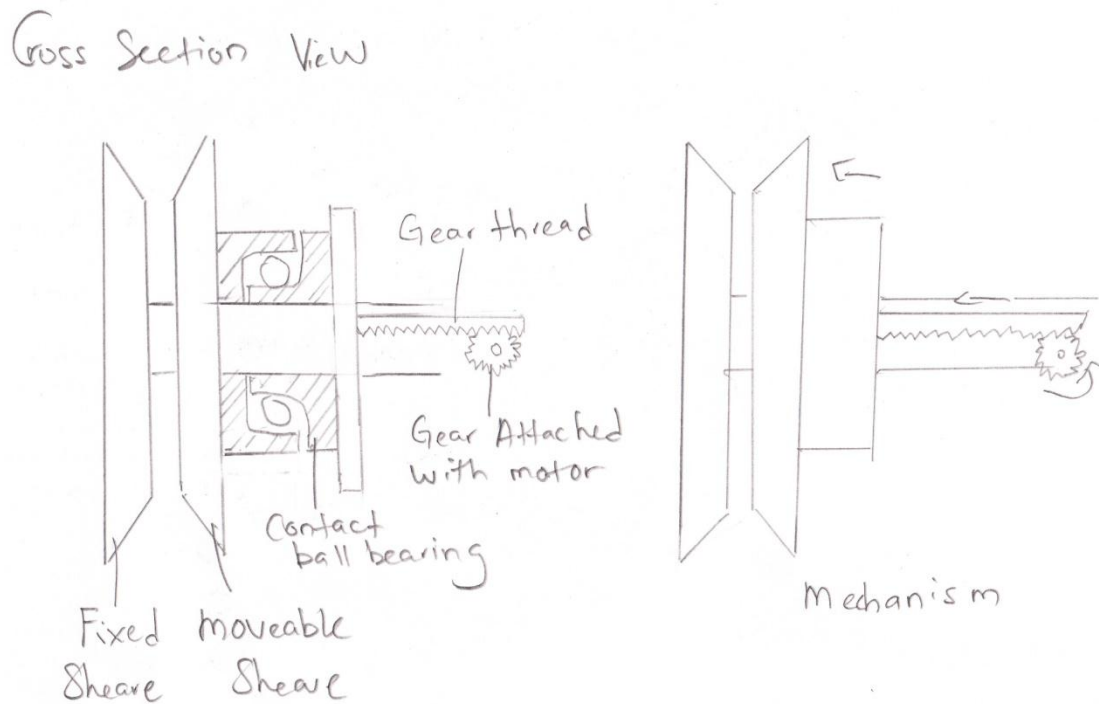 Cross Section View
Gear thread
Gear Attached
with motor
Contact
ball bearing
Fixed
Sheave
moveable
Sheave
Mechanism